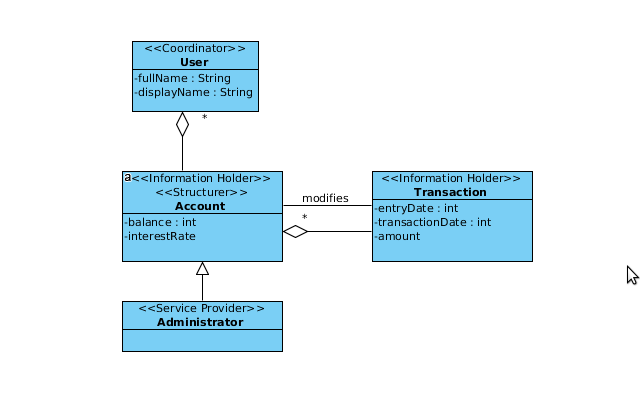 <<Coordinator>>
User
-fullName : String
-displayName : String
*
a<<Information Holder>>
<<Structurer>>
Account
-balance : int
-interestRate
modifies
*
<<Information Holder>>
Transaction
-entryDate : int
-transactionDate : int
-amount
<<Service Provider>>
Administrator